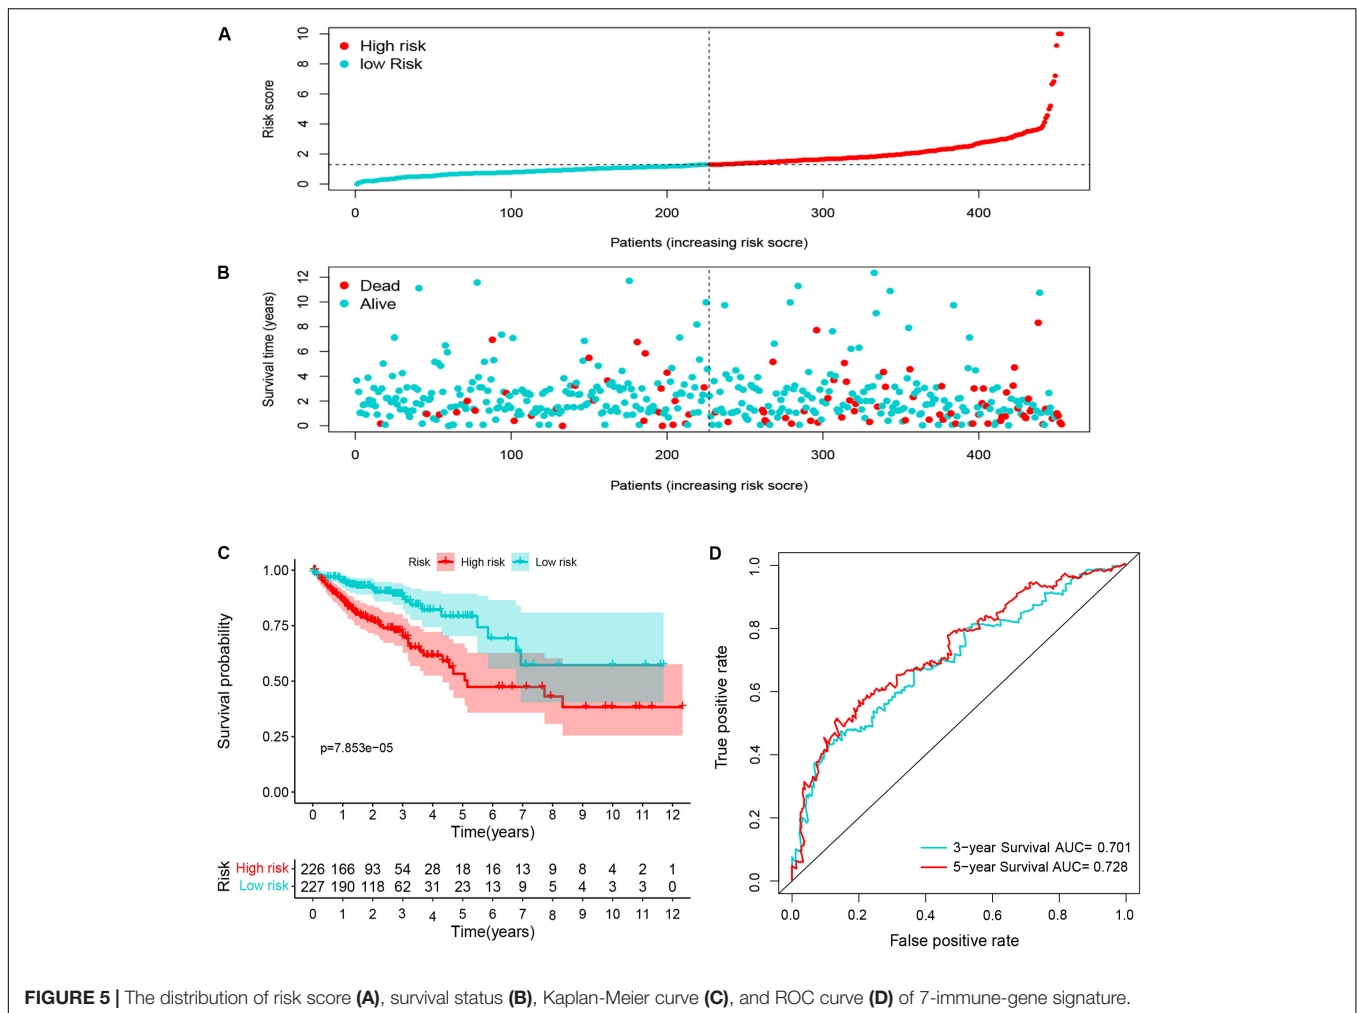 A
High risk
low Risk
Risk score
10
8
6
4
2
0
0 100 200 300 400
Patients (increasing risk socre)
B
Dead
Alive
Survival time (years)
12
10
8
6
4
2
0
0 100 200 300 400
Patients (increasing risk socre)
C
Risk High risk Low risk
Survival probability
1.00
0.75
0.50
0.25
0.00
p=7.853e−05
0 1 2 3 4 5 6 7 8 9 10 11 12
Time(years)
Risk
High risk 226 166 93 54 28 18 16 13 9 8 4 2 1
Low risk 227 190 118 62 31 23 13 9 5 4 3 3 0
0 1 2 3 4 5 6 7 8 9 10 11 12
Time(years)
D
True positive rate
1.0
0.8
0.6
0.4
0.2
0.0
3-year Survival AUC= 0.701
5-year Survival AUC= 0.728
0.0 0.2 0.4 0.6 0.8 1.0
False positive rate
FIGURE 5 | The distribution of risk score (A), survival status (B), Kaplan-Meier curve (C), and ROC curve (D) of 7-immune-gene signature.